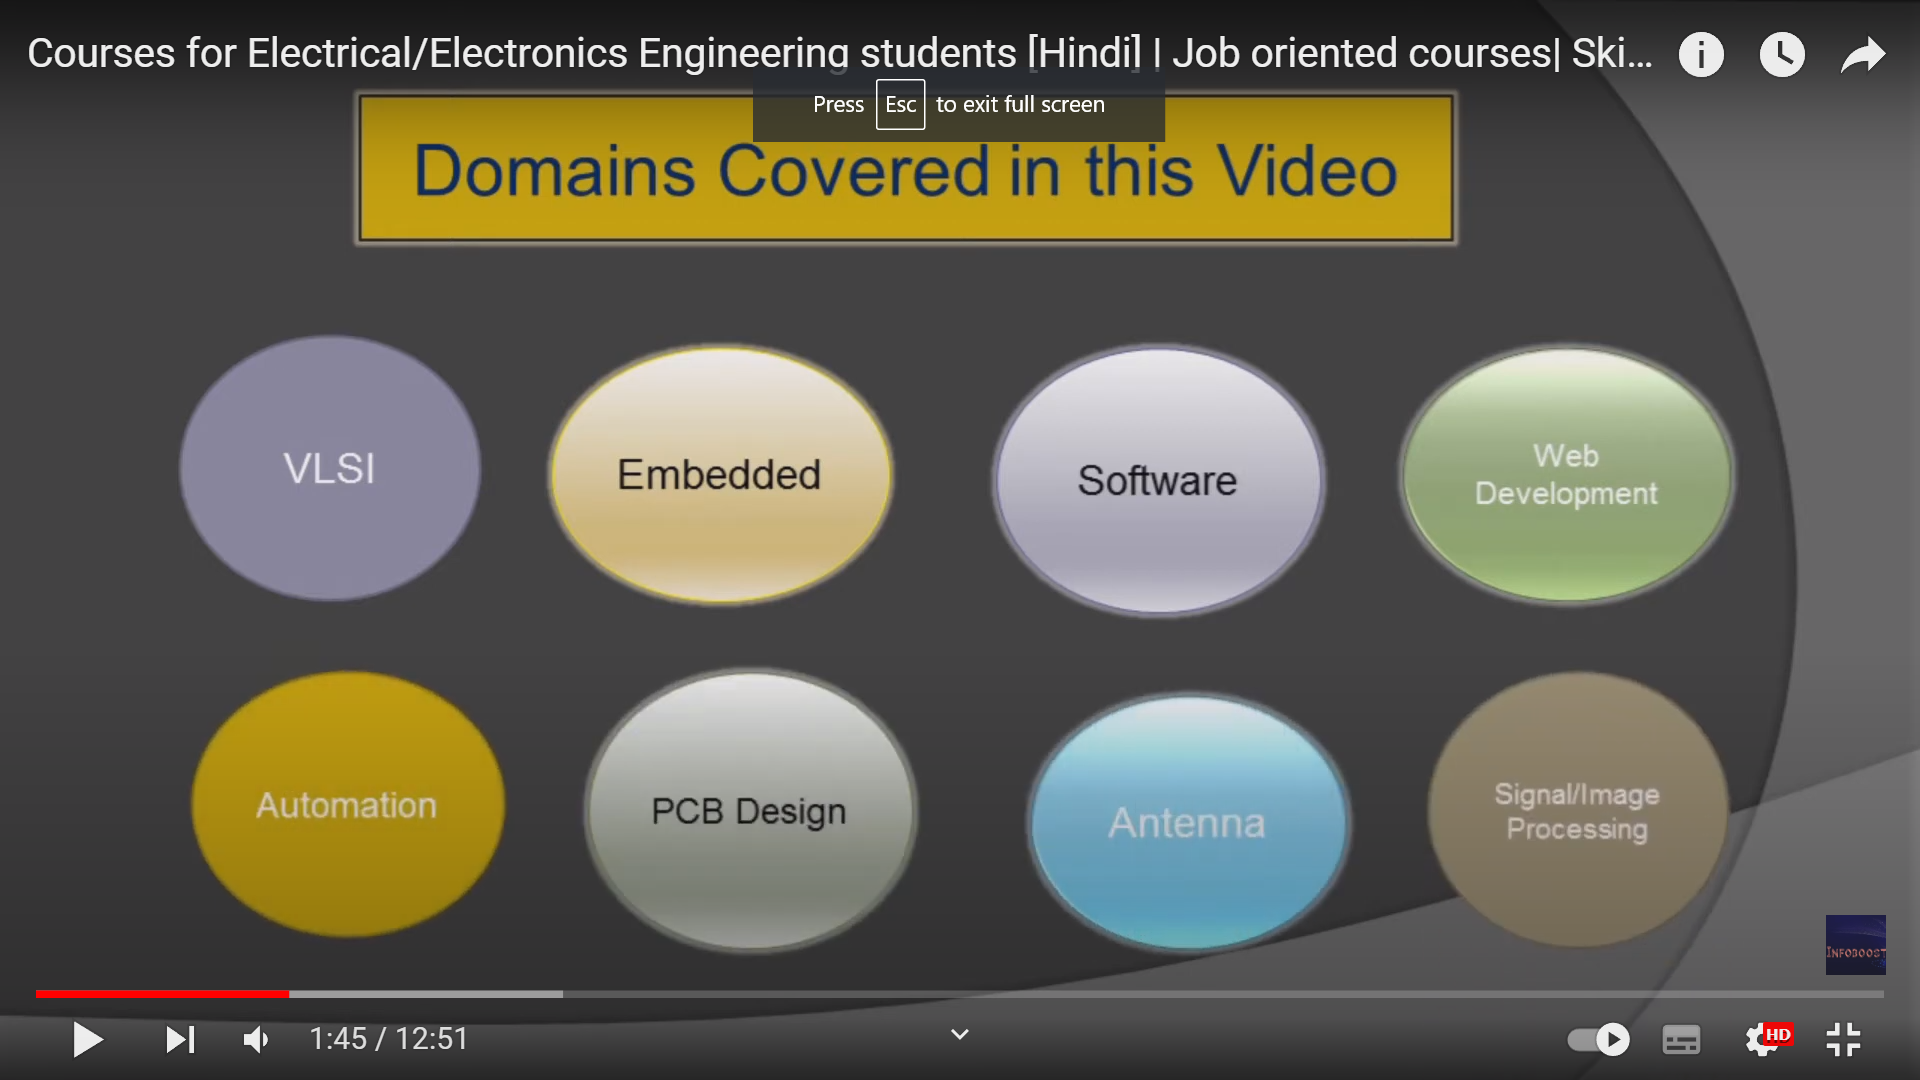 Courses for Electrical/Electronics Engineering students [Hindi] | Job oriented courses| Ski...
Press Esc to exit full screen
Domains Covered in this Video
VLSI
Embedded
Software
Web
Development
Automation
PCB Design
Antenna
Signal/Image
Processing
INFOBOOST
1:45 / 12:51
HD